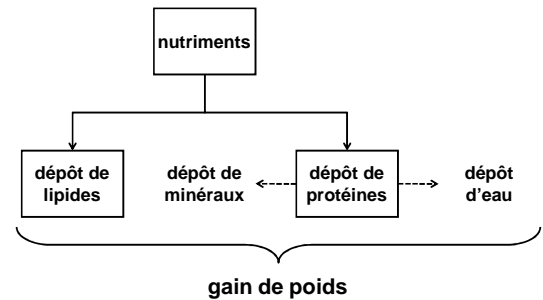 nutriments
dépôt de
lipides
dépôt de
minéraux
dépôt de
protéines
dépôt
d'eau
gain de poids